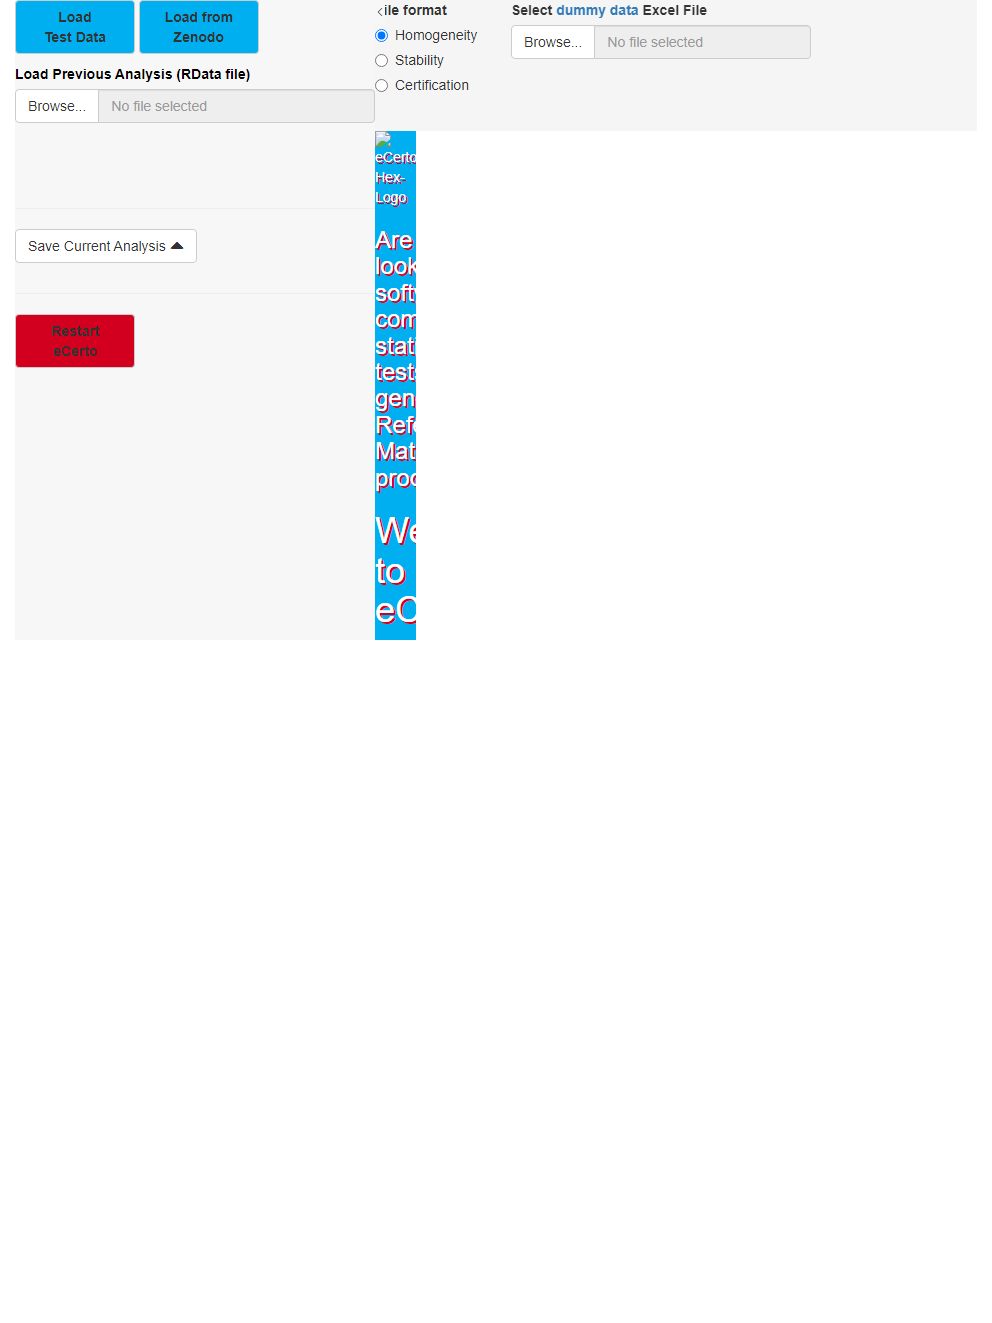 Load
Test Data
Load from
Zenodo
Load Previous Analysis (RData file)
Browse...
No file selected
Save Current Analysis
Restart
eCerto
ile format
Homogeneity
Stability
Certification
Select dummy data Excel File
Browse...
No file selected
eCerto
Hex-
Logo
Are
look
soft
com
stati
test
gen
Refe
Mat
proc
We
to
eC